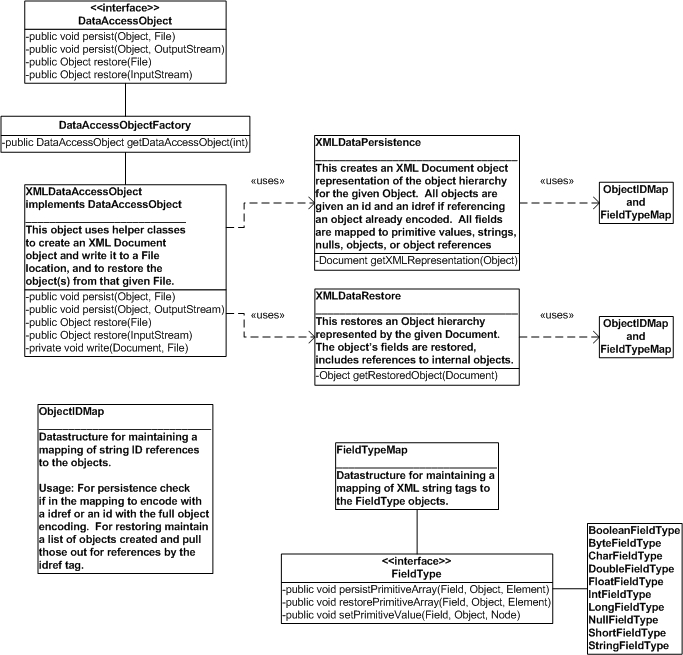 <<interface>>
DataAccessObject
-public void persist(Object, File)
-public void persist(Object, OutputStream)
-public Object restore(File)
-public Object restore(InputStream)
DataAccessObjectFactory
-public DataAccessObject getDataAccessObject(int)
XMLDataAccessObject
implements DataAccessObject
This object uses helper classes
to create an XML Document
object and write it to a File
location, and to restore the
object(s) from that given File.
-public void persist(Object, File)
-public void persist(Object, OutputStream)
-public Object restore(File)
-public Object restore(InputStream)
-private void write(Document, File)
«uses»
XMLDataPersistence
This creates an XML Document object
representation of the object hierarchy
for the given Object. All objects are
given an id and an idref if referencing
an object already encoded. All fields
are mapped to primitive values, strings,
nulls, objects, or object references
-Document getXMLRepresentation(Object)
«uses»
ObjectIDMap
and
FieldTypeMap
«uses»
XMLDataRestore
This restores an Object hierarchy
represented by the given Document.
The object's fields are restored,
includes references to internal objects.
-Object getRestoredObject(Document)
«uses»
ObjectIDMap
and
FieldTypeMap
ObjectIDMap
Datastructure for maintaining a
mapping of string ID references
to the objects.
Usage: For persistence check
if in the mapping to encode with
a idref or an id with the full object
encoding. For restoring maintain
a list of objects created and pull
those out for references by the
idref tag.
FieldTypeMap
Datastructure for maintaining a
mapping of XML string tags to
the FieldType objects.
<<interface>>
FieldType
-public void persistPrimitiveArray(Field, Object, Element)
-public void restorePrimitiveArray(Field, Object, Element)
-public void setPrimitiveValue(Field, Object, Node)
BooleanFieldType
ByteFieldType
CharFieldType
DoubleFieldType
FloatFieldType
IntFieldType
LongFieldType
NullFieldType
ShortFieldType
StringFieldType